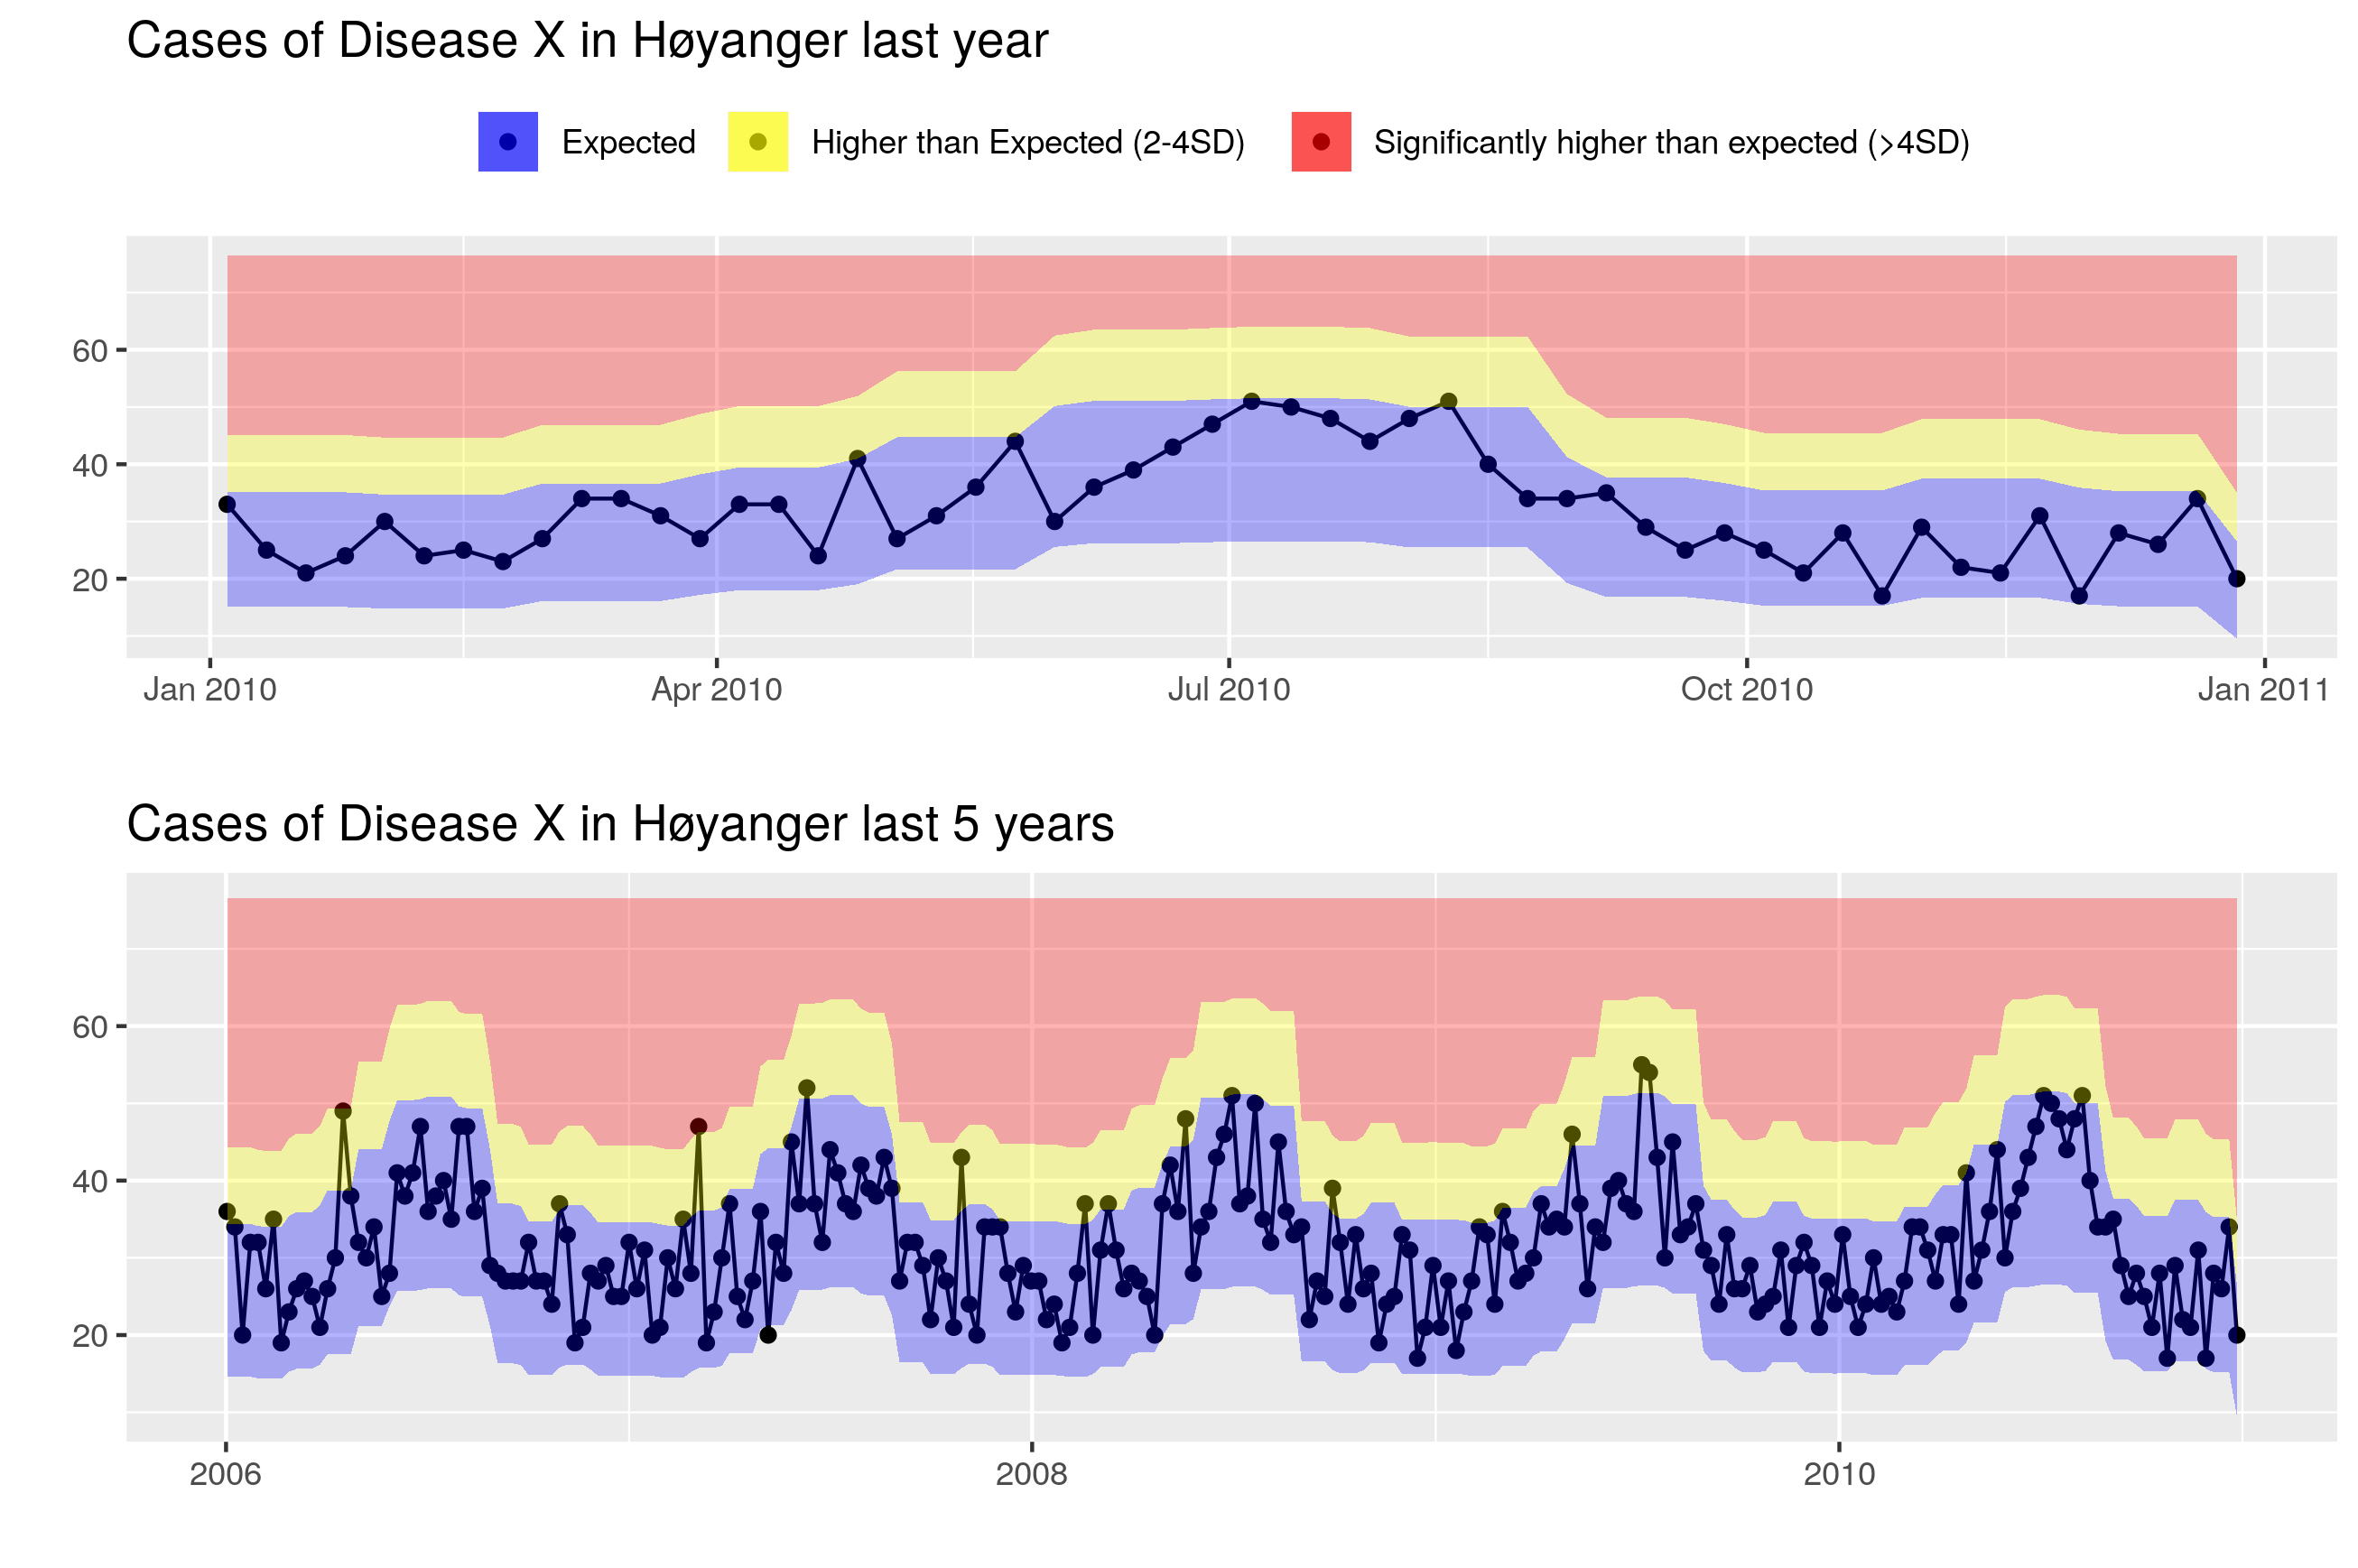 Cases of Disease X in Høyanger last year
Expected
Higher than Expected (2-4SD)
Significantly higher than expected (>4SD)
60
40
20
Jan 2010
Apr 2010
Jul 2010
Oct 2010
Jan 2011
Cases of Disease X in Høyanger last 5 years
60
40
20
2006
2008
2010